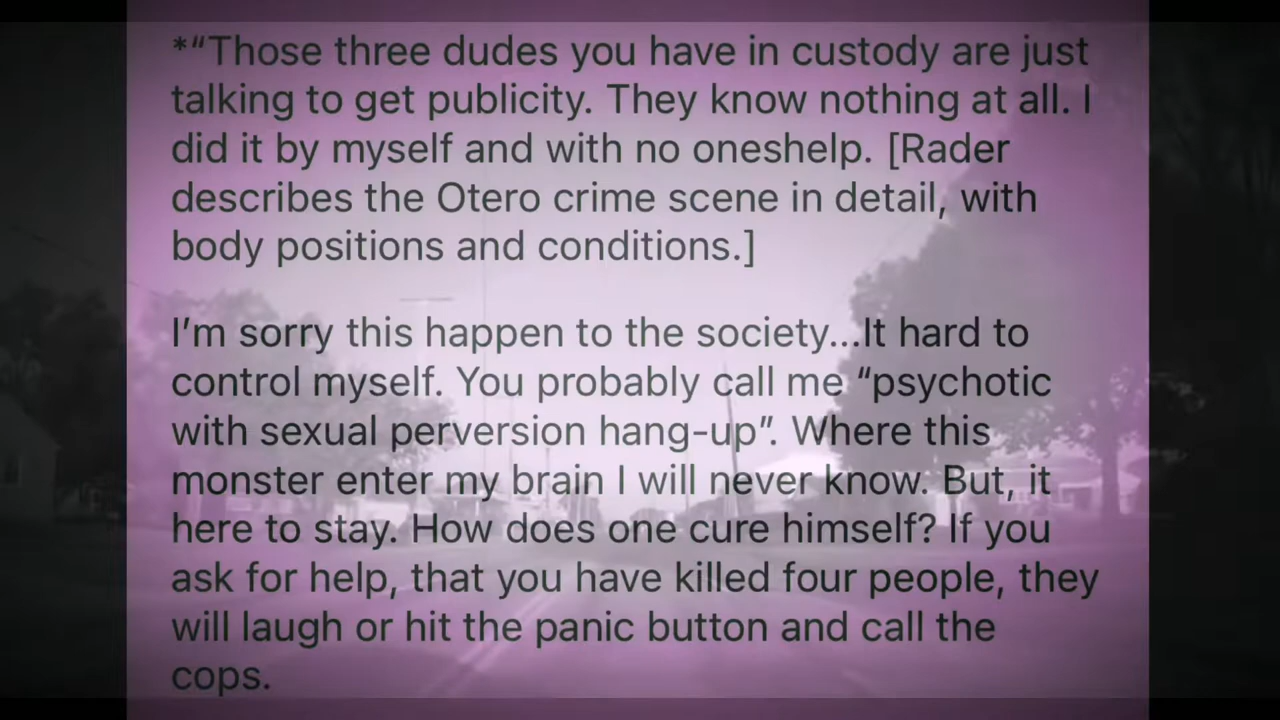 *“Those three dudes you have in custody are just
talking to get publicity. They know nothing at all. I
did it by myself and with no oneshelp. [Rader
describes the Otero crime scene in detail, with
body positions and conditions.]
I’m sorry this happen to the society...It hard to
control myself. You probably call me “psychotic
with sexual perversion hang-up”. Where this
monster enter my brain I will never know. But, it
here to stay. How does one cure himself? If you
ask for help, that you have killed four people, they
will laugh or hit the panic button and call the
cops.